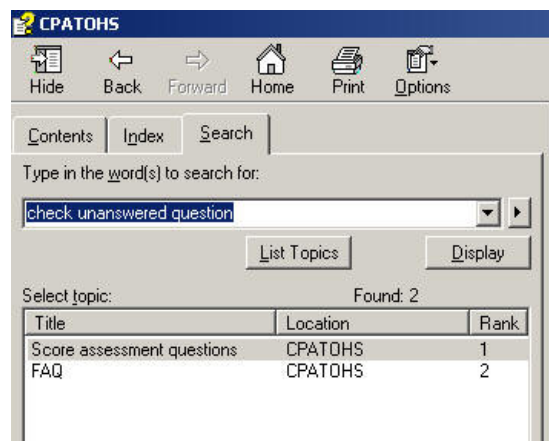 CPATOHS
Hide Back Forward Home Print Options
Contents Index Search
Type in the word(s) to search for:
check unanswered question
List Topics Display
Select topic: Found: 2
Title Location Rank
Score assessment questions CPATOHS 1
FAQ CPATOHS 2